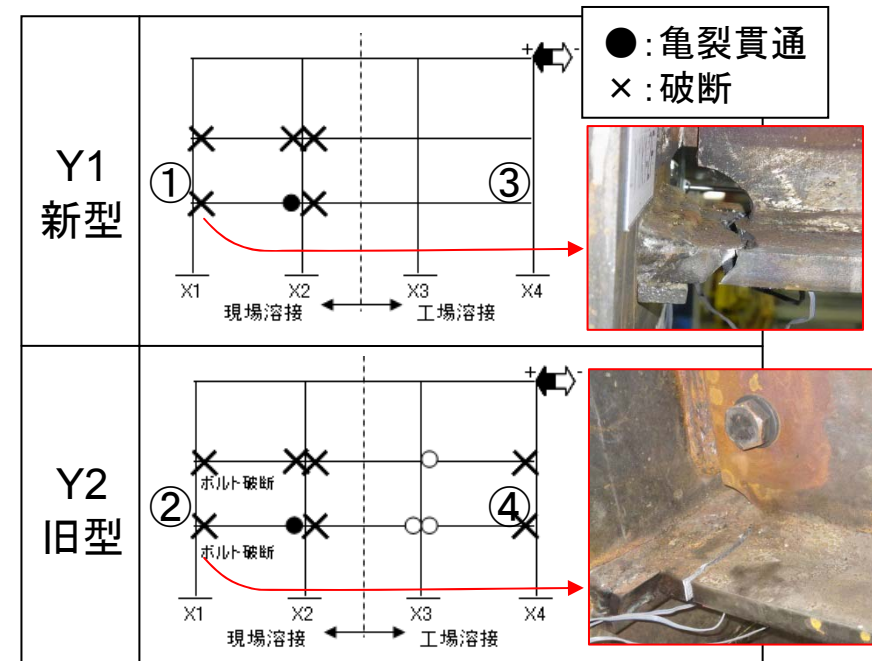 ●:亀裂貫通
×:破断
Y1
新型
+ -
①
③
X1 X2 X3 X4
現場溶接 工場溶接
Y2
旧型
+ -
ボルト破断
②
④
ボルト破断
X1 X2 X3 X4
現場溶接 工場溶接